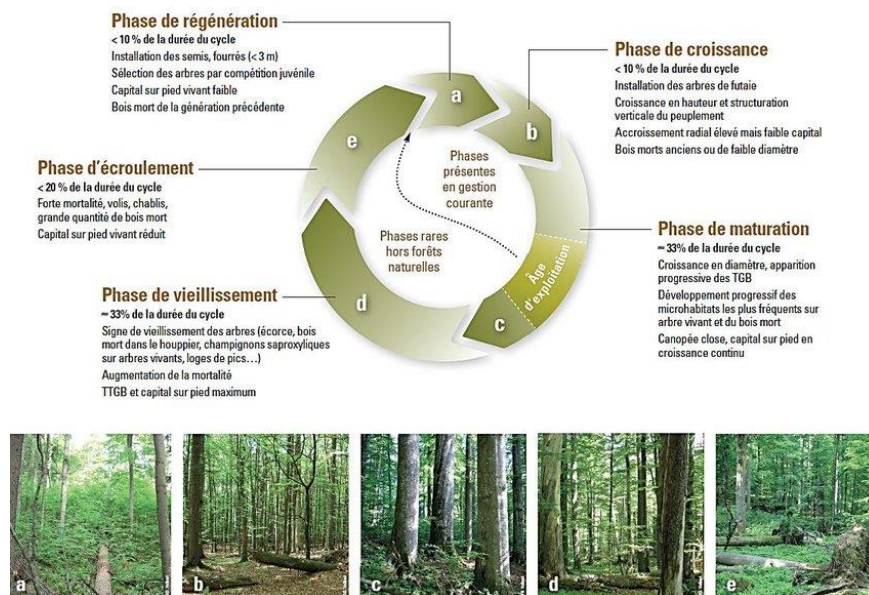 Phase de régénération
< 10 % de la durée du cycle
Installation des semis, fourrés (< 3 m)
Sélection des arbres par compétition juvénile
Capital sur pied vivant faible
Bois mort de la génération précédente
Phase de croissance
< 10 % de la durée du cycle
Installation des arbres de futaie
Croissance en hauteur et structuration
verticale du peuplement
Accroissement radial élevé mais faible capital
Bois morts anciens ou de faible diamètre
a
b
e
Phases
présentes
en gestion
courante
Phase d'écroulement
< 20 % de la durée du cycle
Forte mortalité, volis, chablis,
grande quantité de bois mort
Capital sur pied vivant réduit
Phases rares
hors forêts
naturelles
Phase de maturation
≈ 33% de la durée du cycle
Croissance en diamètre, apparition
progressive des TGB
Développement progressif des
microhabitats les plus fréquents sur
arbre vivant et du bois mort
Canopée close, capital sur pied en
croissance continu
Âge
d'exploitation
c
d
Phase de vieillissement
≈ 33% de la durée du cycle
Signe de vieillissement des arbres (écorce, bois
mort dans le houppier, champignons saproxyliques
sur arbres vivants, loges de pics…)
Augmentation de la mortalité
TTGB et capital sur pied maximum
a
b
c
d
e